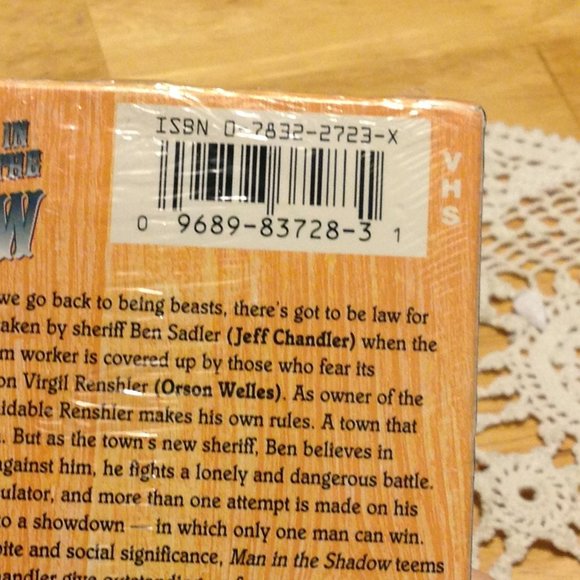 ISBN 0-7832-2723-X
IN
THE
W
VHS
0 9689-83728-3 1
we go back to being beasts, there's got to be law for
aken by sheriff Ben Sadler (Jeff Chandler) when the
m worker is covered up by those who fear its
on Virgil Renshler (Orson Welles). As owner of the
idable Renshler makes his own rules. A town that
. But as the town's new sheriff, Ben believes in
against him, he fights a lonely and dangerous battle.
ulator, and more than one attempt is made on his
o a showdown — in which only one man can win.
bite and social significance, Man in the Shadow teems
handler give